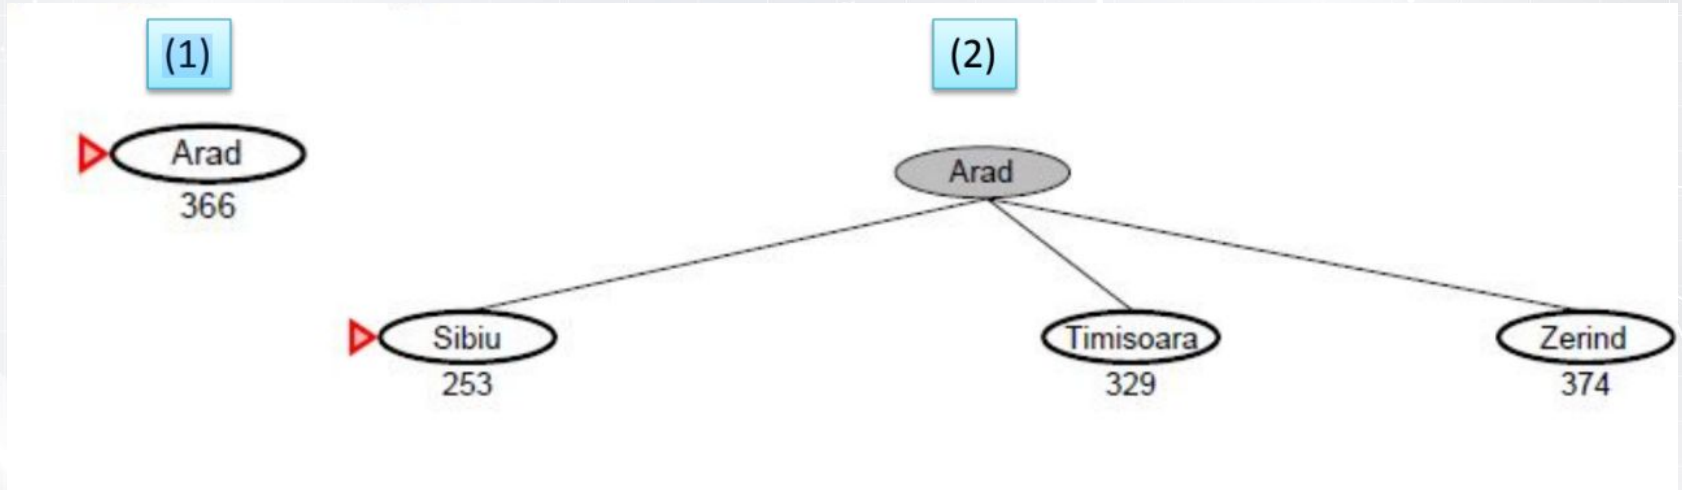 (1)
(2)
Arad
366
Arad
Sibiu
253
Timisoara
329
Zerind
374